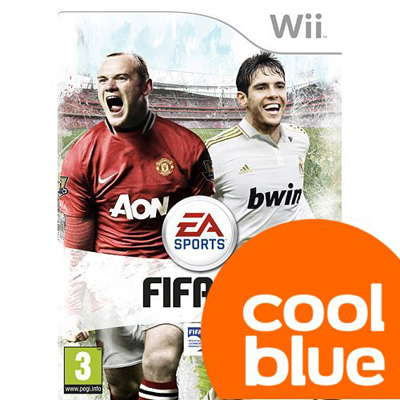 Wii
AON
bwin
EA
SPORTS
FIFA
3
www.pegi.info
cool
blue